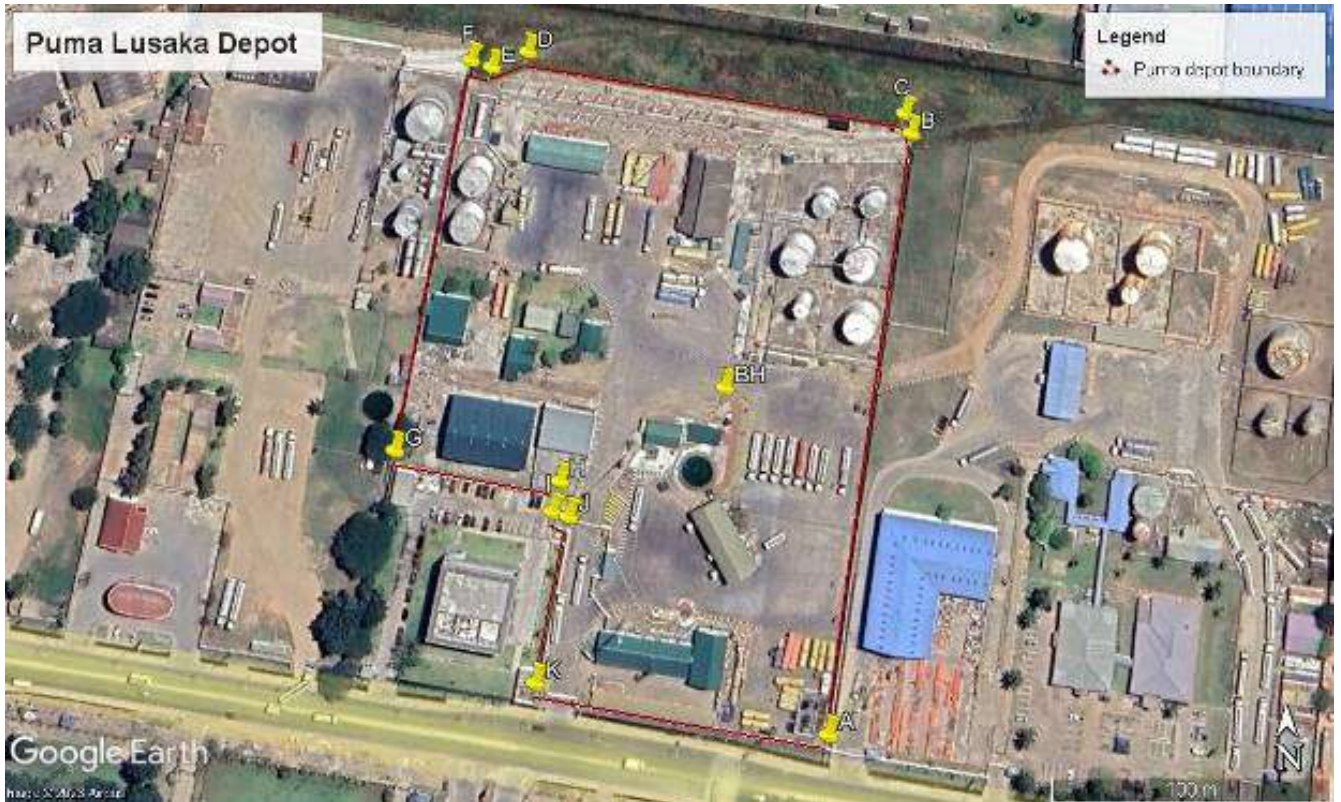 Puma Lusaka Depot
Legend
Puma depot boundary
F
E
D
C
B
BH
G
H
I
J
K
A
Google Earth
N
100 m